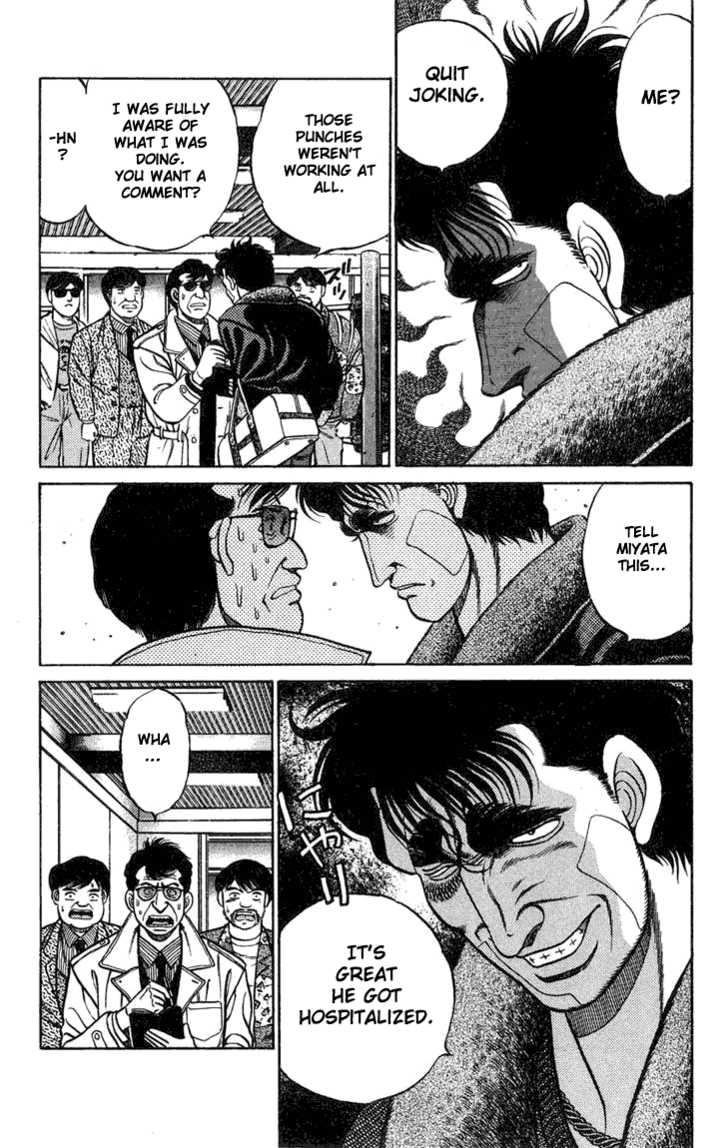 ME?
QUIT
JOKING.
THOSE
PUNCHES
WEREN'T
WORKING AT
ALL.
I WAS FULLY
AWARE OF
WHAT I WAS
DOING.
YOU WANT A
COMMENT?
-HN
?
TELL
MIYATA
THIS...
IT'S
GREAT
HE GOT
HOSPITALIZED.
WHA
...